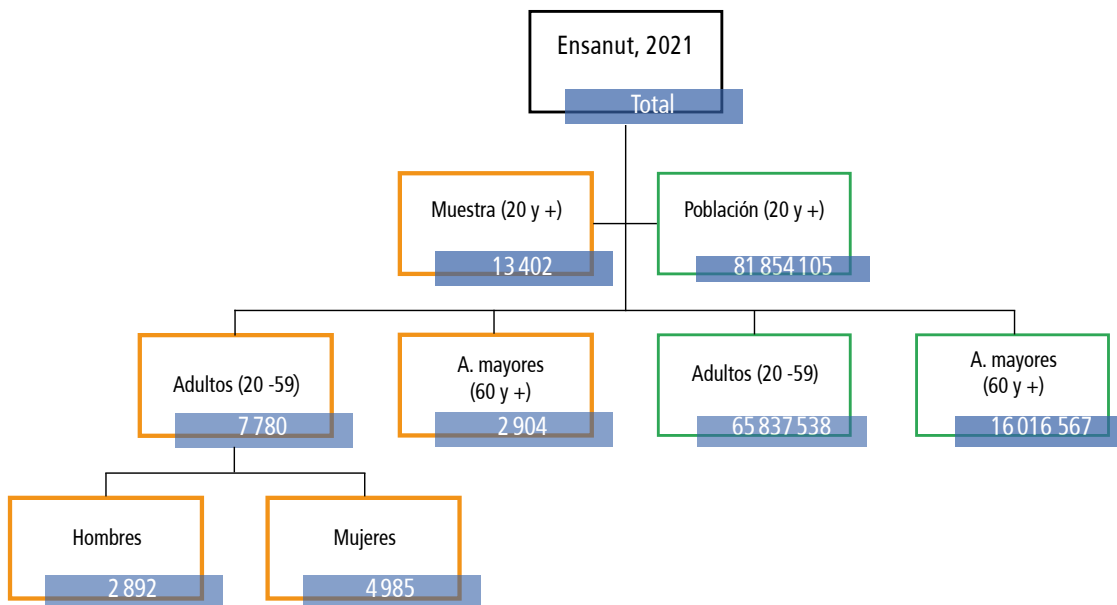 Ensanut, 2021
Total
Muestra (20 y +)
13 402
Población (20 y +)
81 854 105
Adultos (20 -59)
7 780
A. mayores
(60 y +)
2 904
Adultos (20 -59)
65 837 538
A. mayores
(60 y +)
16 016 567
Hombres
2 892
Mujeres
4 985